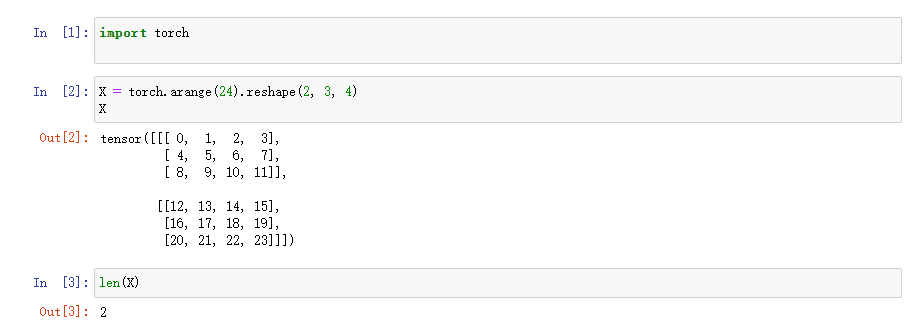 In [1]: import torch
In [2]: X = torch.arange(24).reshape(2, 3, 4)
X
Out[2]: tensor([[[ 0,  1,  2,  3],
         [ 4,  5,  6,  7],
         [ 8,  9, 10, 11]],
        [[12, 13, 14, 15],
         [16, 17, 18, 19],
         [20, 21, 22, 23]]])
In [3]: len(X)
Out[3]: 2